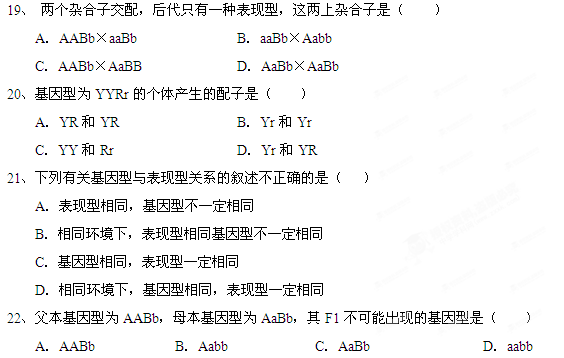 19、 两个杂合子交配，后代只有一种表现型，这两上杂合子是（ ）
A．AABb×aaBb B．aaBb×Aabb
C．AABb×AaBB D．AaBb×AaBb
20、基因型为 YYRr 的个体产生的配子是（ ）
A．YR 和 YR B．Yr 和 Yr
C．YY 和 Rr D．Yr 和 YR
21、下列有关基因型与表现型关系的叙述不正确的是（ ）
A．表现型相同，基因型不一定相同
B．相同环境下，表现型相同基因型不一定相同
C．基因型相同，表现型一定相同
D．相同环境下，基因型相同，表现型一定相同
22、父本基因型为 AABb，母本基因型为 AaBb，其 F1 不可能出现的基因型是（ ）
A．AABb B．Aabb C．AaBb D．aabb